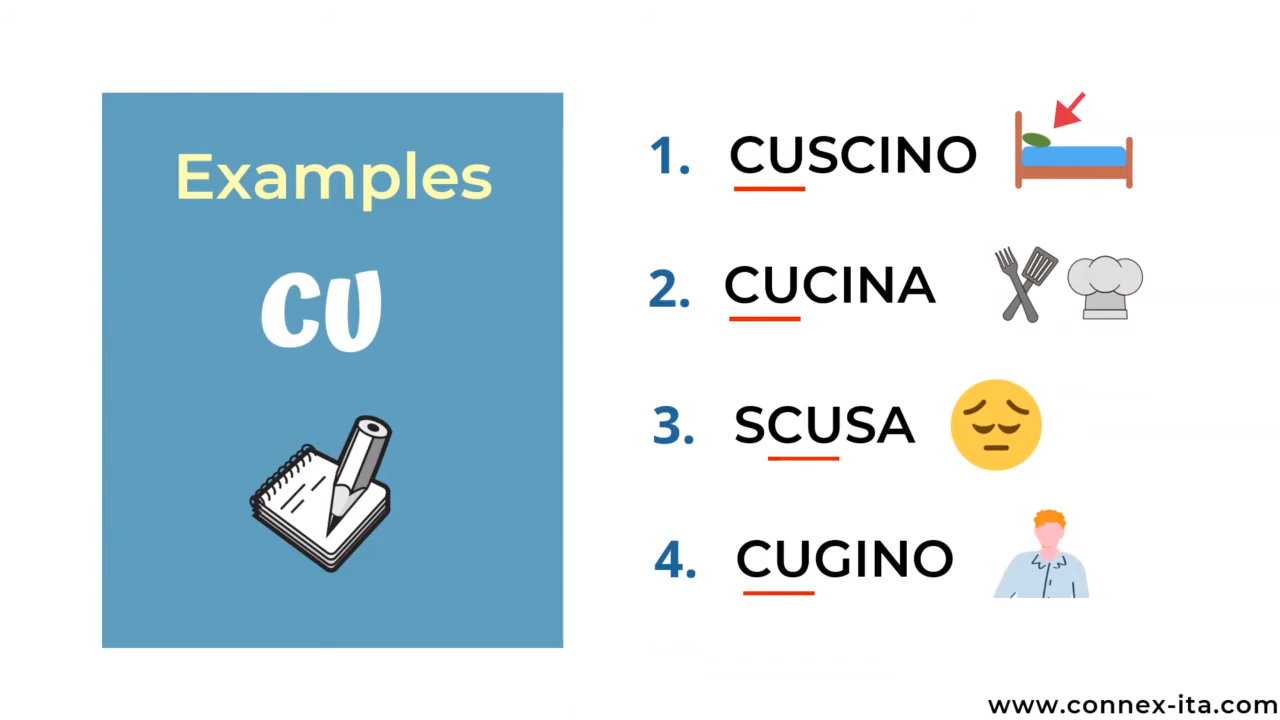 Examples
CU
1. CUSCINO
2. CUCINA
3. SCUSA
4. CUGINO
www.connex-ita.com